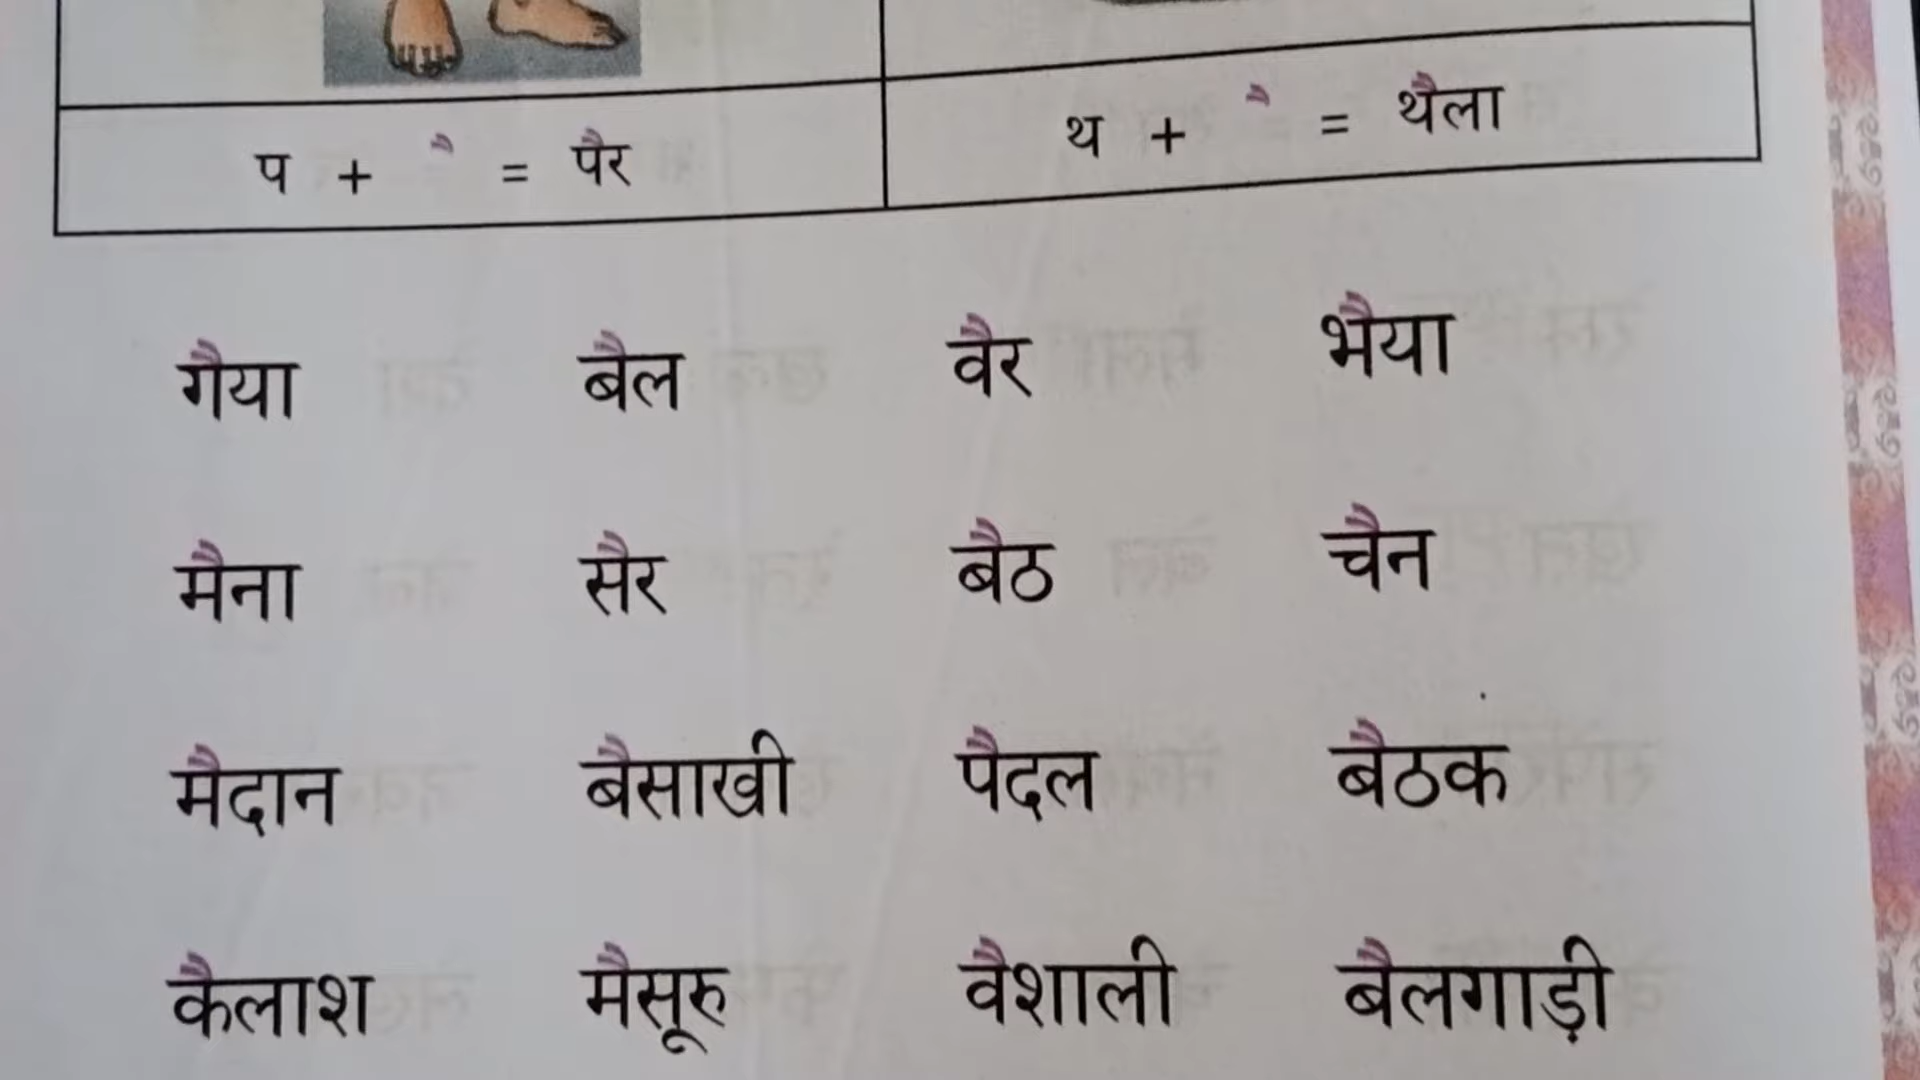 प + ै = पैर
थ + ै = थैला
गैया बैल वैर भैया
मैना सैर बैठ चैन
मैदान बैसाखी पैदल बैठक
कैलाश मैसूरु वैशाली बैलगाड़ी